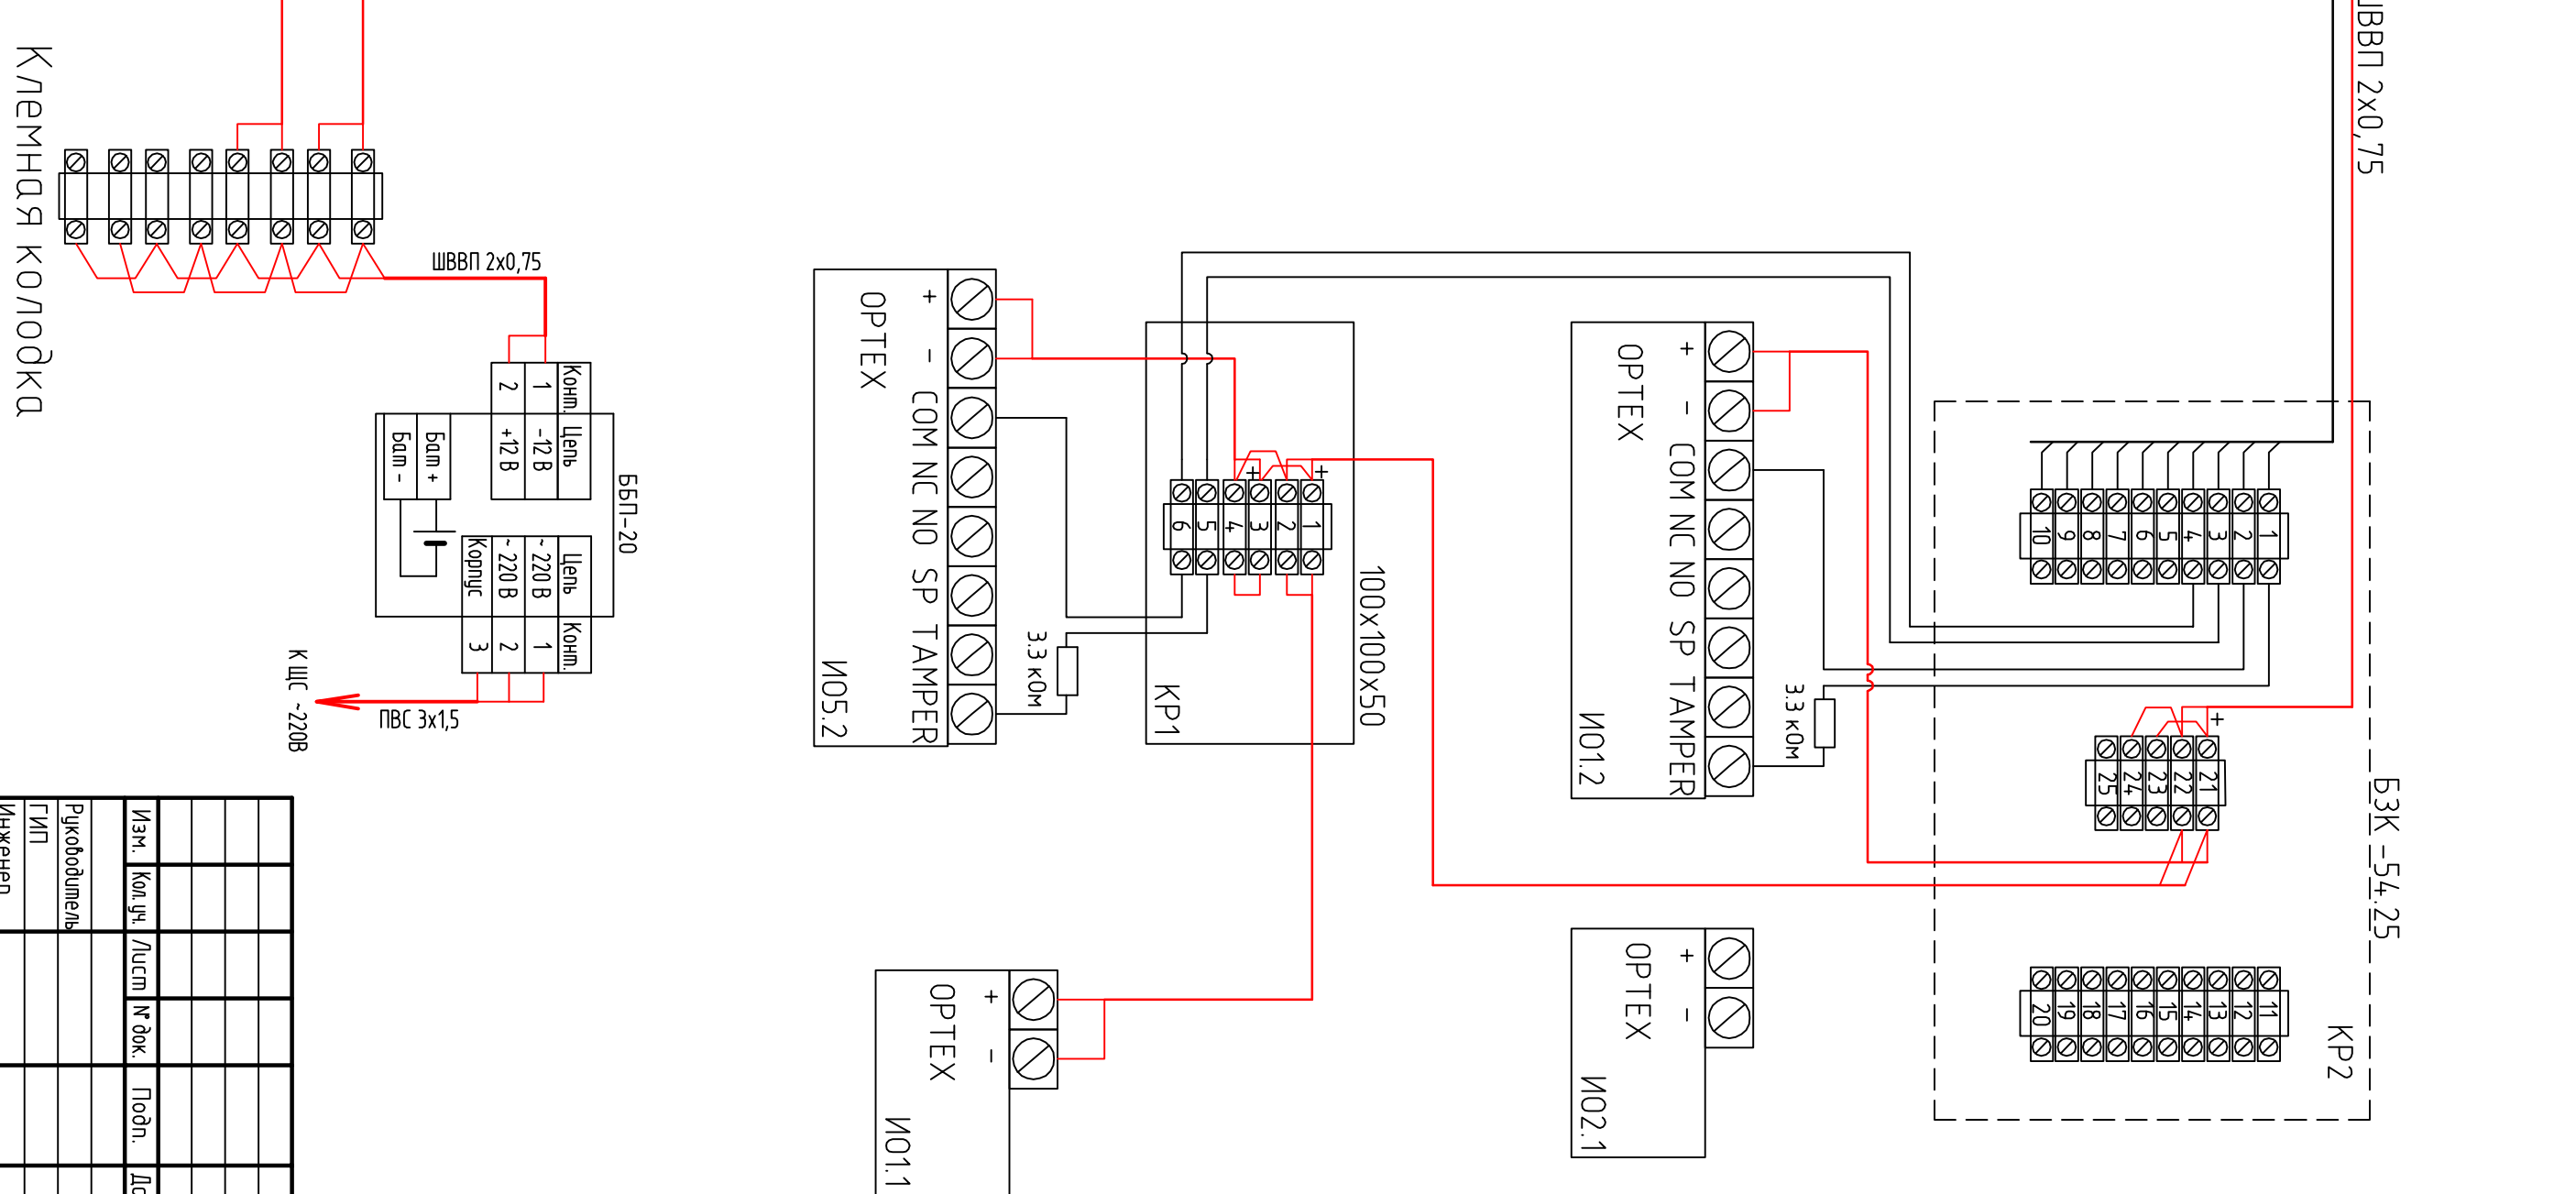 ШВВП 2х0,75
Клемная колодка
ШВВП 2х0,75
Конт.
Цепь
1
-12 В
2
+12 В
Бат +
Бат -
ББП-20
Цепь
Конт.
~ 220 В
1
~ 220 В
2
Корпус
3
ПВС 3х1,5
К ЩС ~220В
OPTEX
+ - COM NC NO SP TAMPER
ИО5.2
3.3 кОм
КР1
100х100х50
+ +
1 2 3 4 5 6
OPTEX
+ - COM NC NO SP TAMPER
ИО1.2
3.3 кОм
БЗК -54.25
КР2
1 2 3 4 5 6 7 8 9 10
+
21 22 23 24 25
11 12 13 14 15 16 17 18 19 20
OPTEX
+ -
ИО2.1
OPTEX
+ -
ИО1.1
Изм. Кол. уч. Лист № док. Подп.
Руководитель
ГИП
Инженер